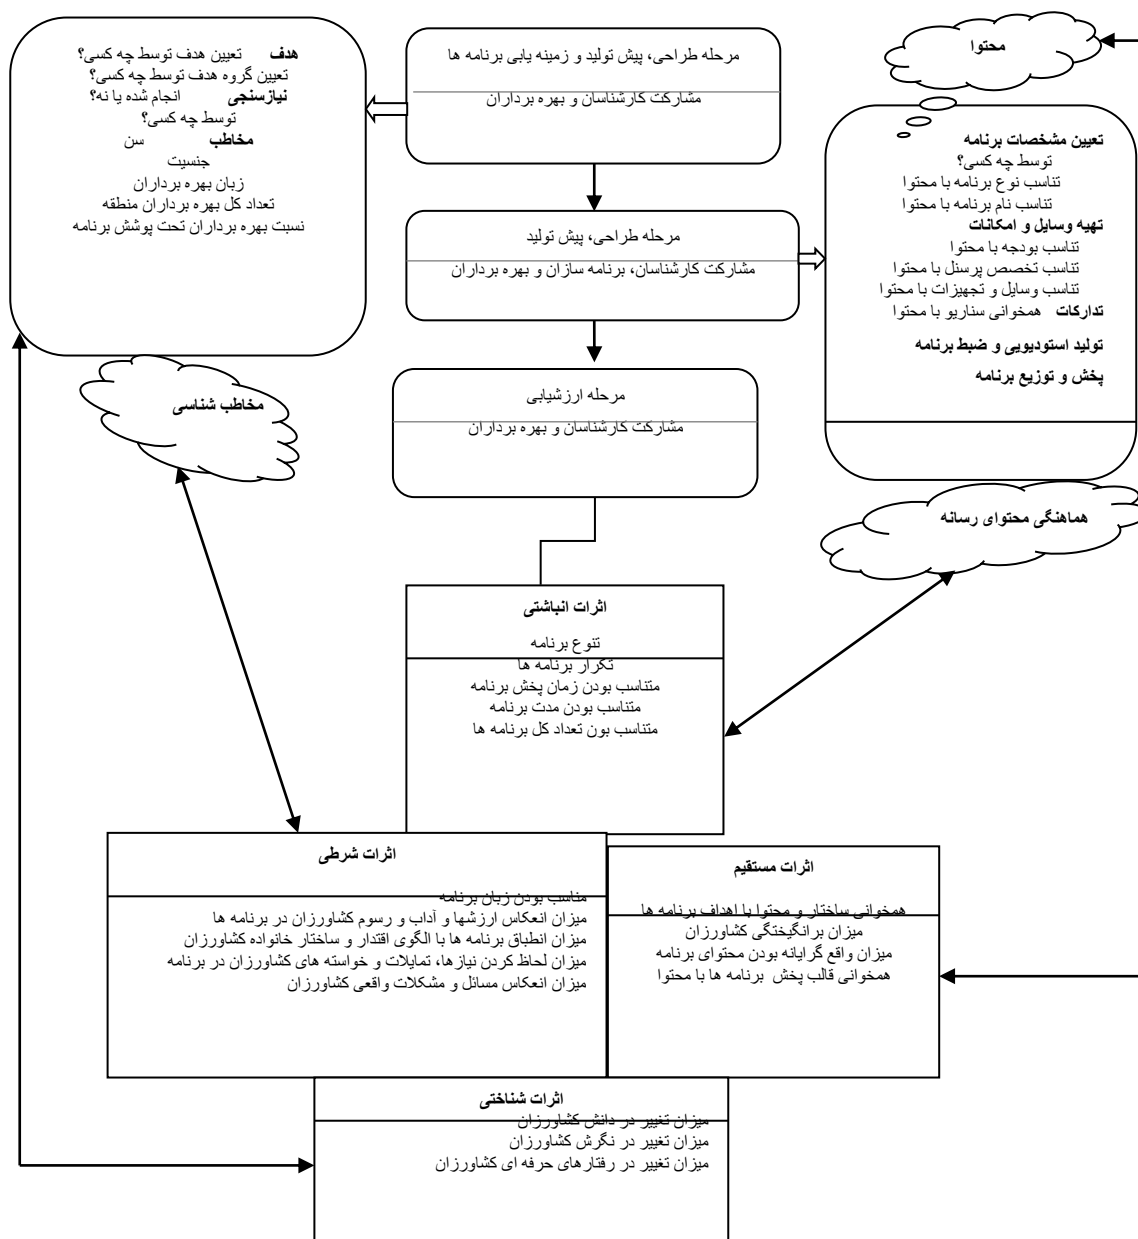 هدف تعیین هدف توسط چه کسی؟
تعیین گروه هدف توسط چه کسی؟
نیازسنجی انجام شده یا نه؟
توسط چه کسی؟
مخاطب سن
جنسیت
زبان بهره برداران
تعداد کل بهره برداران منطقه
نسبت بهره برداران تحت پوشش برنامه
مرحله طراحی، پیش تولید و زمینه یابی برنامه ها
مشارکت کارشناسان و بهره برداران
محتوا
تعیین مشخصات برنامه
توسط چه کسی؟
تناسب نوع برنامه با محتوا
تناسب نام برنامه با محتوا
تهیه وسایل و امکانات
تناسب بودجه با محتوا
تناسب تخصص پرسنل با محتوا
تناسب وسایل و تجهیزات با محتوا
تدارکات همخوانی سناریو با محتوا
تولید استودیویی و ضبط برنامه
پخش و توزیع برنامه
مرحله طراحی، پیش تولید
مشارکت کارشناسان، برنامه سازان و بهره برداران
مرحله ارزشیابی
مشارکت کارشناسان و بهره برداران
مخاطب شناسی
هماهنگی محتوای رسانه
اثرات انباشتی
تنوع برنامه
تکرار برنامه ها
متناسب بودن زمان پخش برنامه
متناسب بودن مدت برنامه
متناسب بون تعداد کل برنامه ها
اثرات شرطی
مناسب بودن زبان برنامه
میزان انعکاس ارزشها و آداب و رسوم کشاورزان در برنامه ها
میزان انطباق برنامه ها با الگوی اقتدار و ساختار خانواده کشاورزان
میزان لحاظ کردن نیازها، تمایلات و خواسته های کشاورزان در برنامه
میزان انعکاس مسائل و مشکلات واقعی کشاورزان
اثرات مستقیم
همخوانی ساختار و محتوا با اهداف برنامه ها
میزان برانگیختگی کشاورزان
میزان واقع گرایانه بودن محتوای برنامه
همخوانی قالب پخش برنامه ها با محتوا
اثرات شناختی
میزان تغییر در دانش کشاورزان
میزان تغییر در نگرش کشاورزان
میزان تغییر در رفتارهای حرفه ای کشاورزان